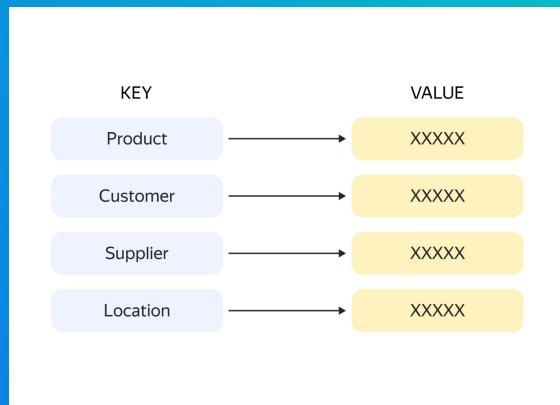 KEY VALUE
Product XXXXX
Customer XXXXX
Supplier XXXXX
Location XXXXX